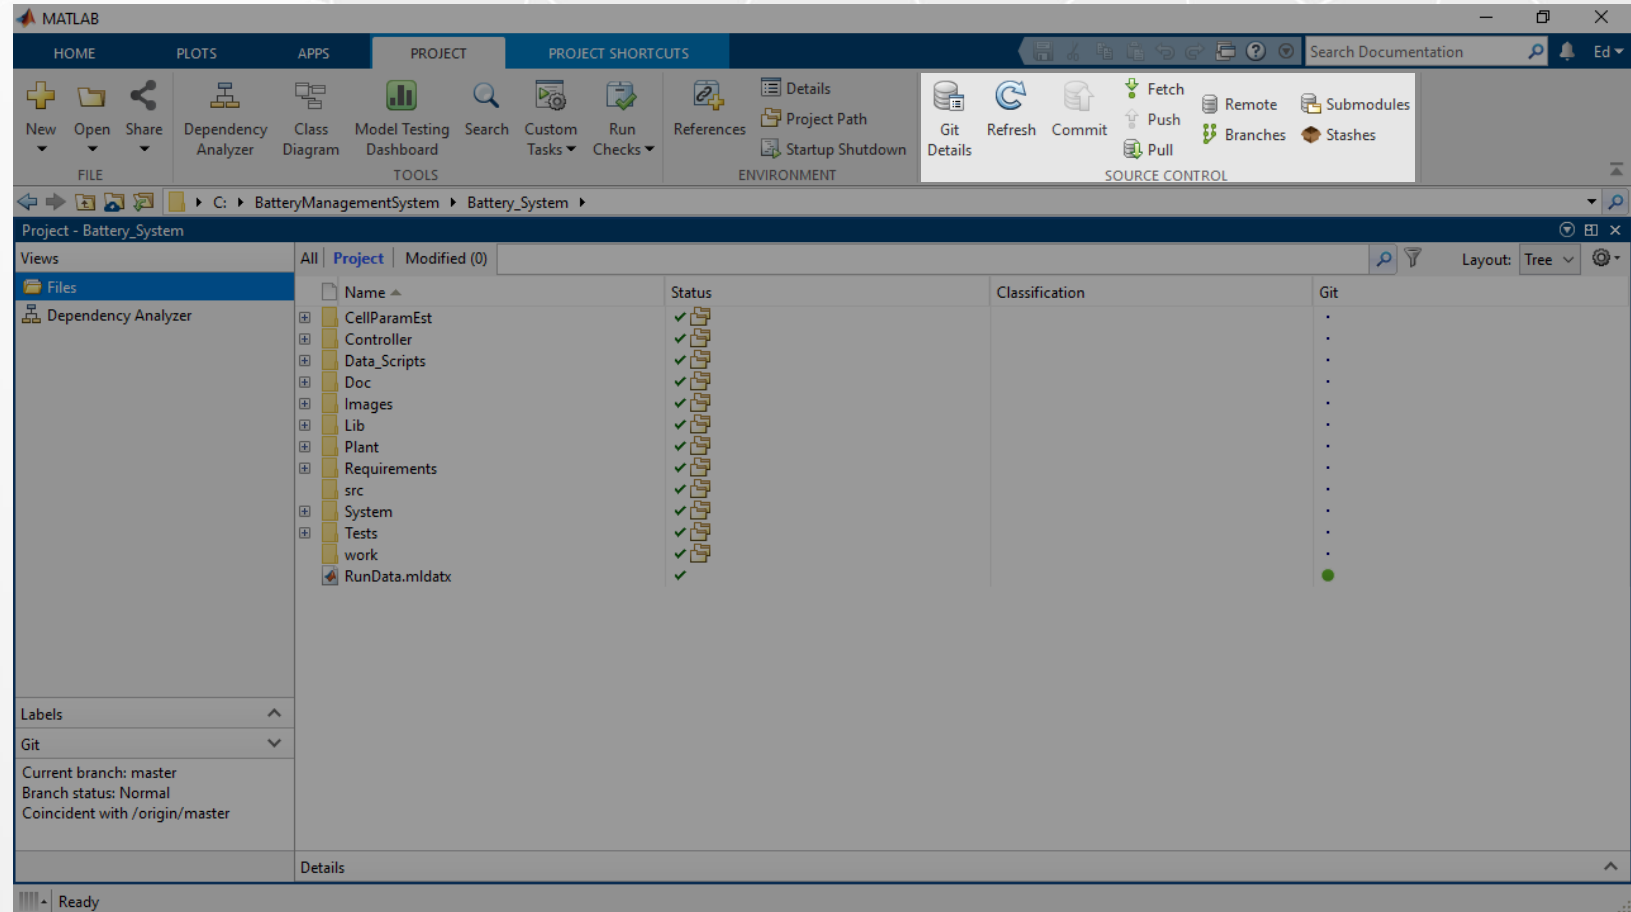 MATLAB
HOME PLOTS APPS PROJECT PROJECT SHORTCUTS Search Documentation Ed
New Open Share Dependency Analyzer Class Diagram Model Testing Dashboard Search Custom Tasks Run Checks References Details Project Path Startup Shutdown Git Details Refresh Commit Fetch Push Pull Remote Branches Submodules Stashes
FILE TOOLS ENVIRONMENT SOURCE CONTROL
C: BatteryManagementSystem Battery_System
Project - Battery_System
Views
Files
Dependency Analyzer
All Project Modified (0) Layout: Tree
Name Status Classification Git
CellParamEst
Controller
Data_Scripts
Doc
Images
Lib
Plant
Requirements
src
System
Tests
work
RunData.mldatx
Labels
Git
Current branch: master
Branch status: Normal
Coincident with /origin/master
Details
Ready